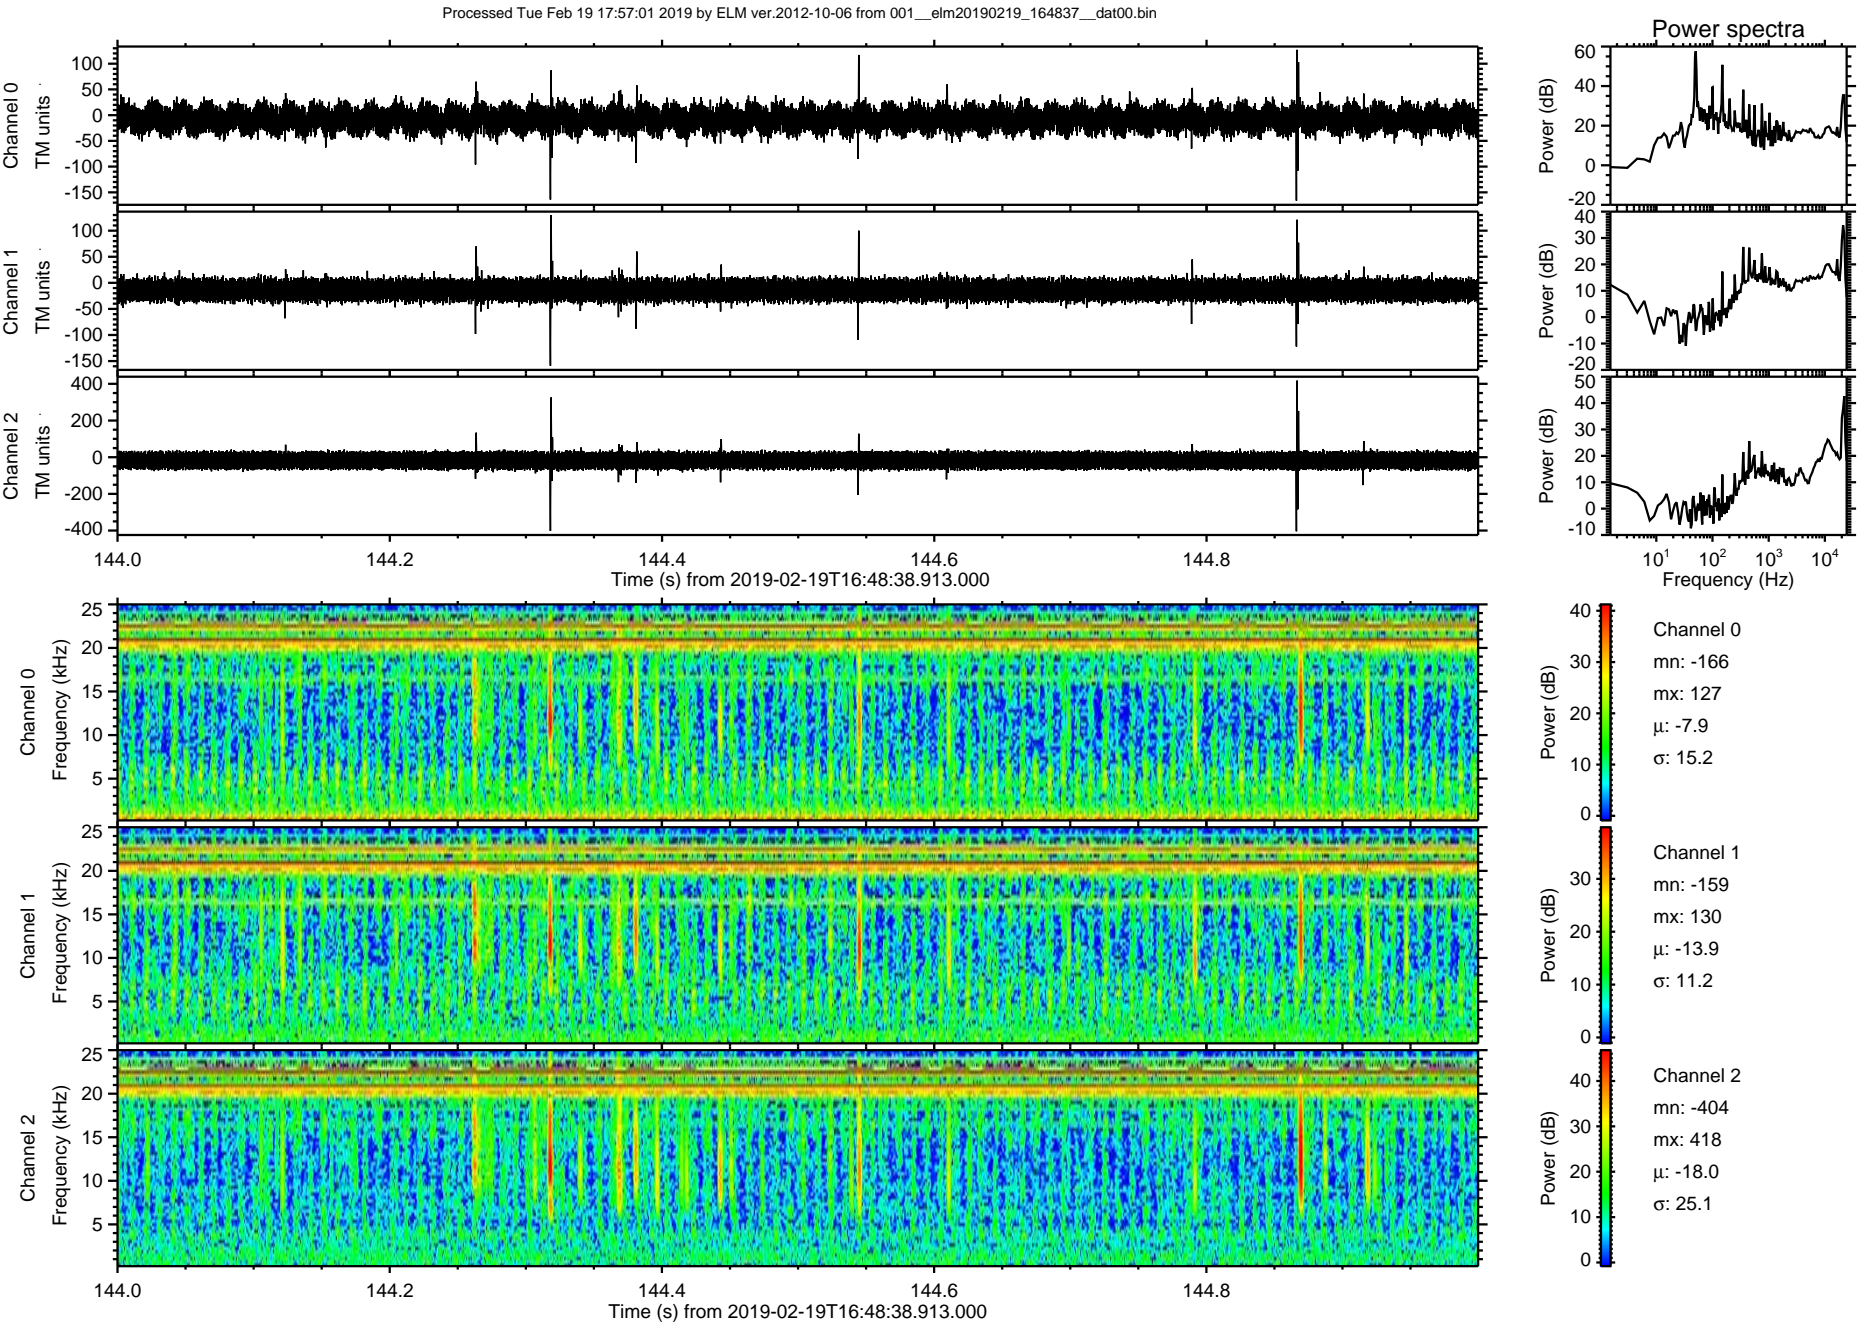 Processed Tue Feb 19 17:57:01 2019 by ELM ver.2012-10-06 from 001__elm20190219_164837__dat00.bin
Power spectra
Channel 0
TM units
100
50
0
-50
-100
-150
Power (dB)
60
40
20
0
-20
Channel 1
TM units
100
50
0
-50
-100
-150
Power (dB)
40
30
20
10
0
-10
-20
Channel 2
TM units
400
200
0
-200
-400
Power (dB)
50
40
30
20
10
0
-10
144.0 144.2 144.4 144.6 144.8
Time (s) from 2019-02-19T16:48:38.913.000
10¹ 10² 10³ 10⁴
Frequency (Hz)
Channel 0
Frequency (kHz)
25
20
15
10
5
Power (dB)
40
30
20
10
0
Channel 0
mn: -166
mx: 127
μ: -7.9
σ: 15.2
Channel 1
Frequency (kHz)
25
20
15
10
5
Power (dB)
30
20
10
0
Channel 1
mn: -159
mx: 130
μ: -13.9
σ: 11.2
Channel 2
Frequency (kHz)
25
20
15
10
5
Power (dB)
40
30
20
10
0
Channel 2
mn: -404
mx: 418
μ: -18.0
σ: 25.1
144.0 144.2 144.4 144.6 144.8
Time (s) from 2019-02-19T16:48:38.913.000